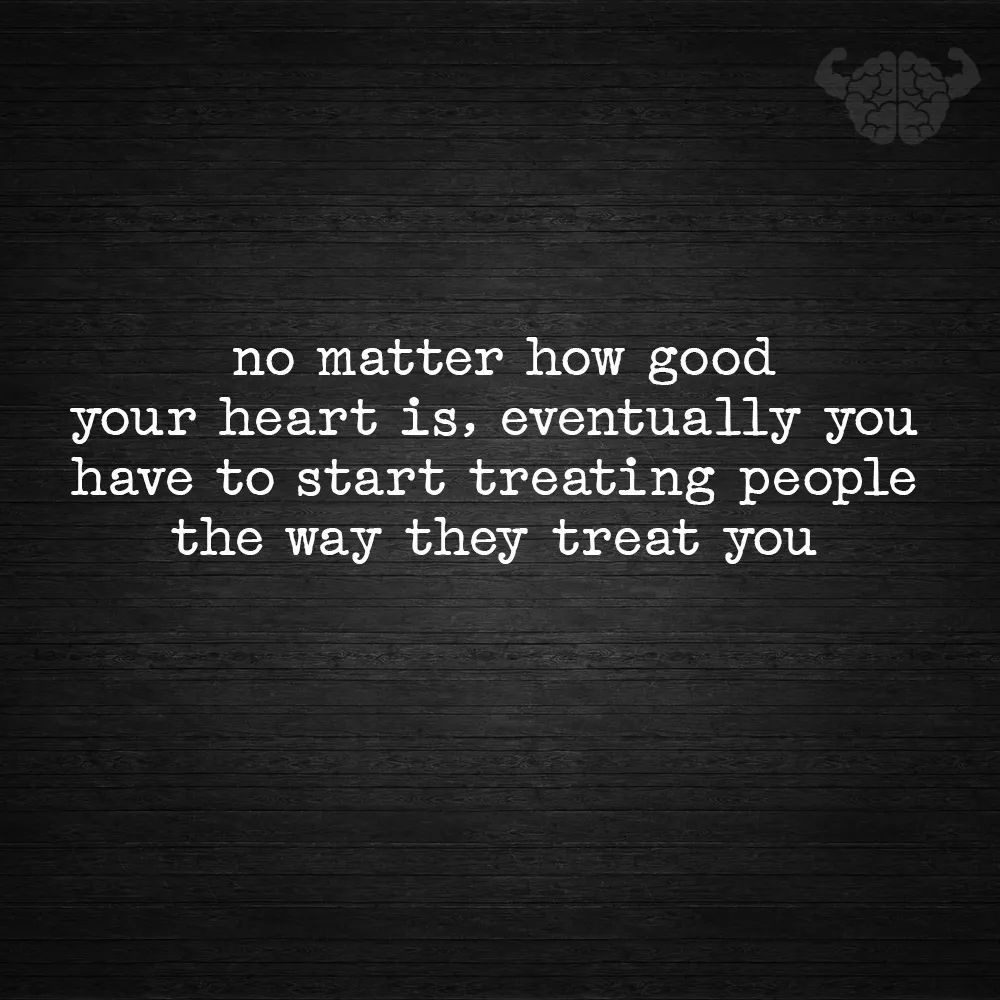 no matter how good
your heart is, eventually you
have to start treating people
the way they treat you